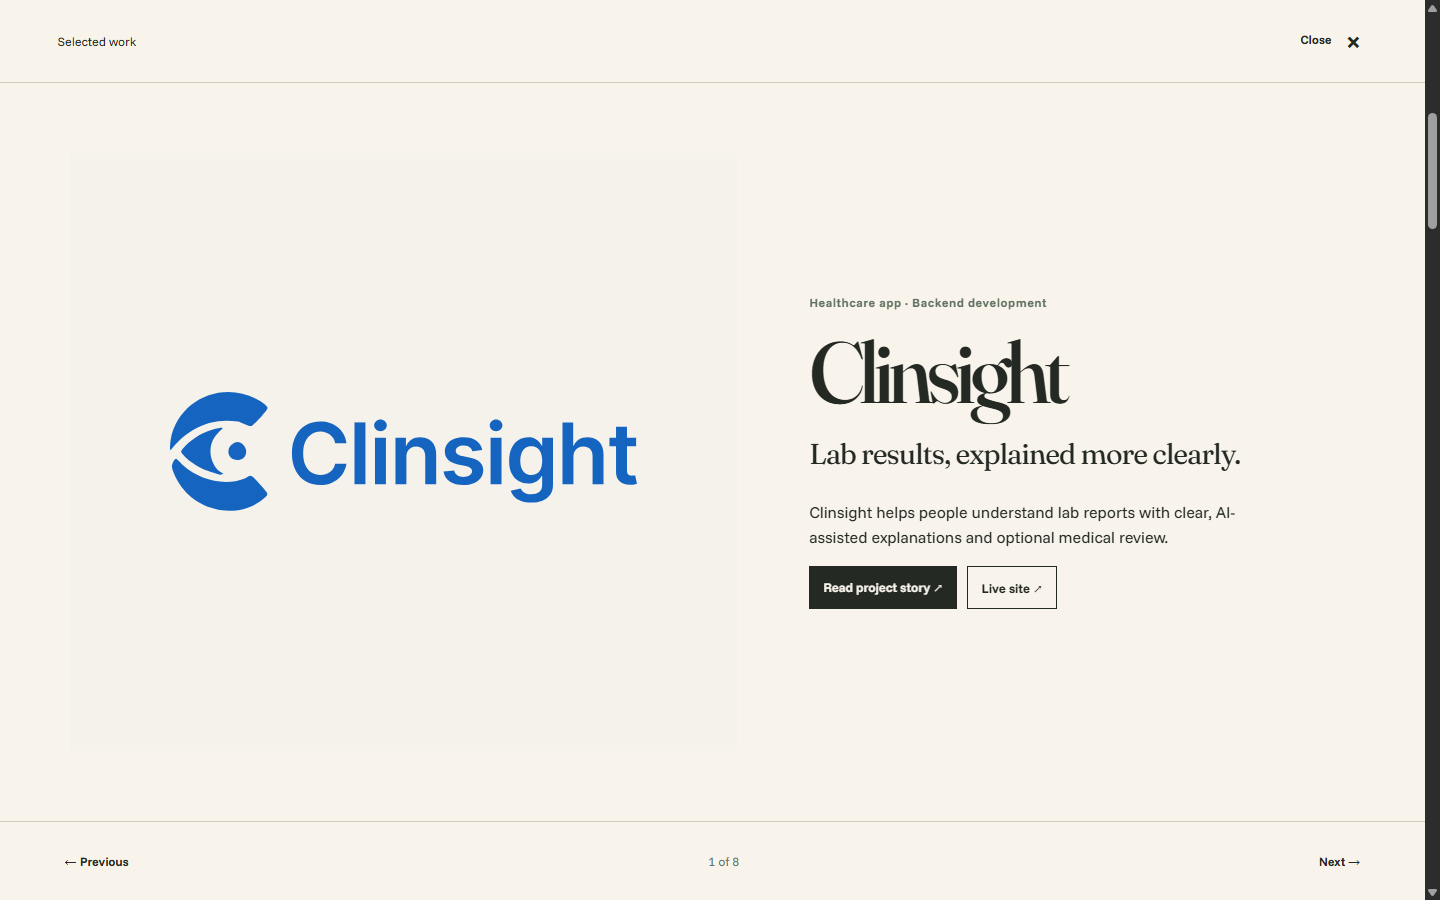 Selected work
Close ×
Clinsight
Healthcare app · Backend development
Clinsight
Lab results, explained more clearly.
Clinsight helps people understand lab reports with clear, AI-
assisted explanations and optional medical review.
Read project story ↗
Live site ↗
← Previous
1 of 8
Next →